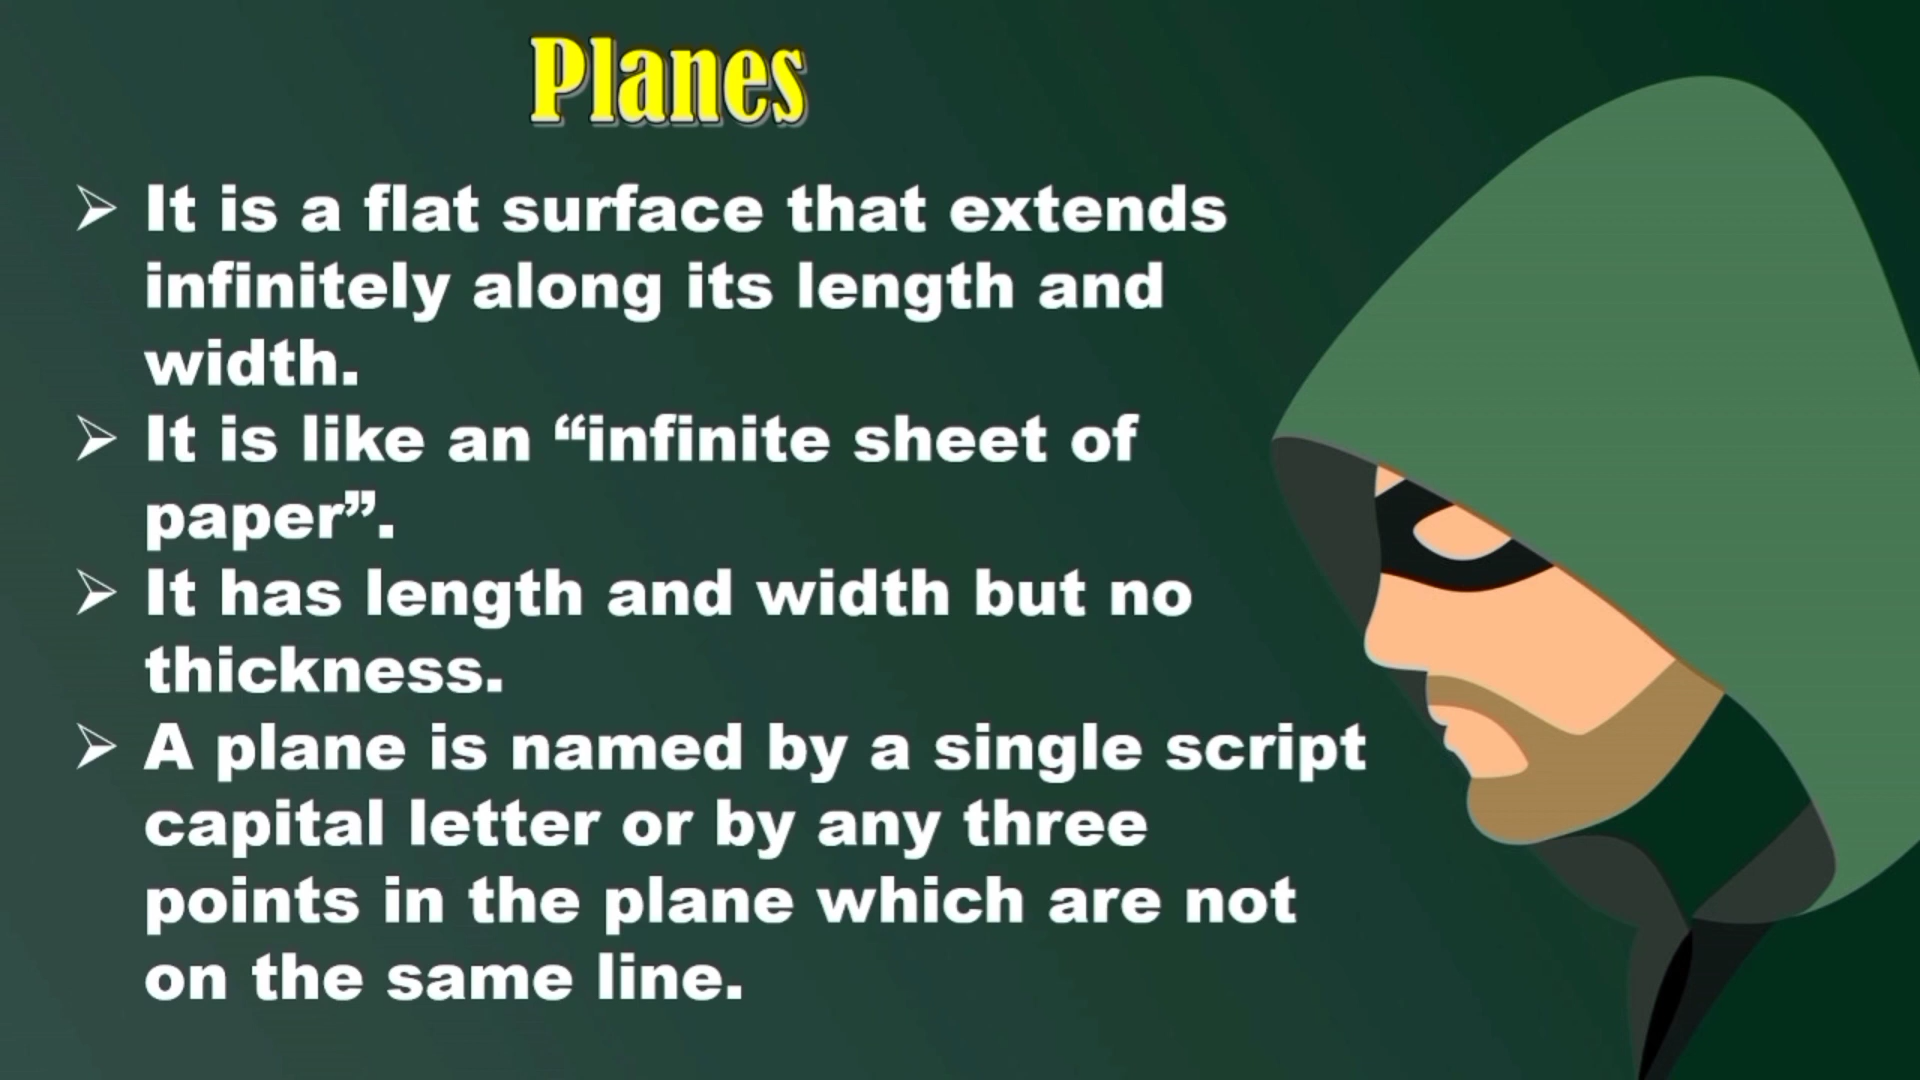 Planes
➢ It is a flat surface that extends
infinitely along its length and
width.
➢ It is like an “infinite sheet of
paper”.
➢ It has length and width but no
thickness.
➢ A plane is named by a single script
capital letter or by any three
points in the plane which are not
on the same line.